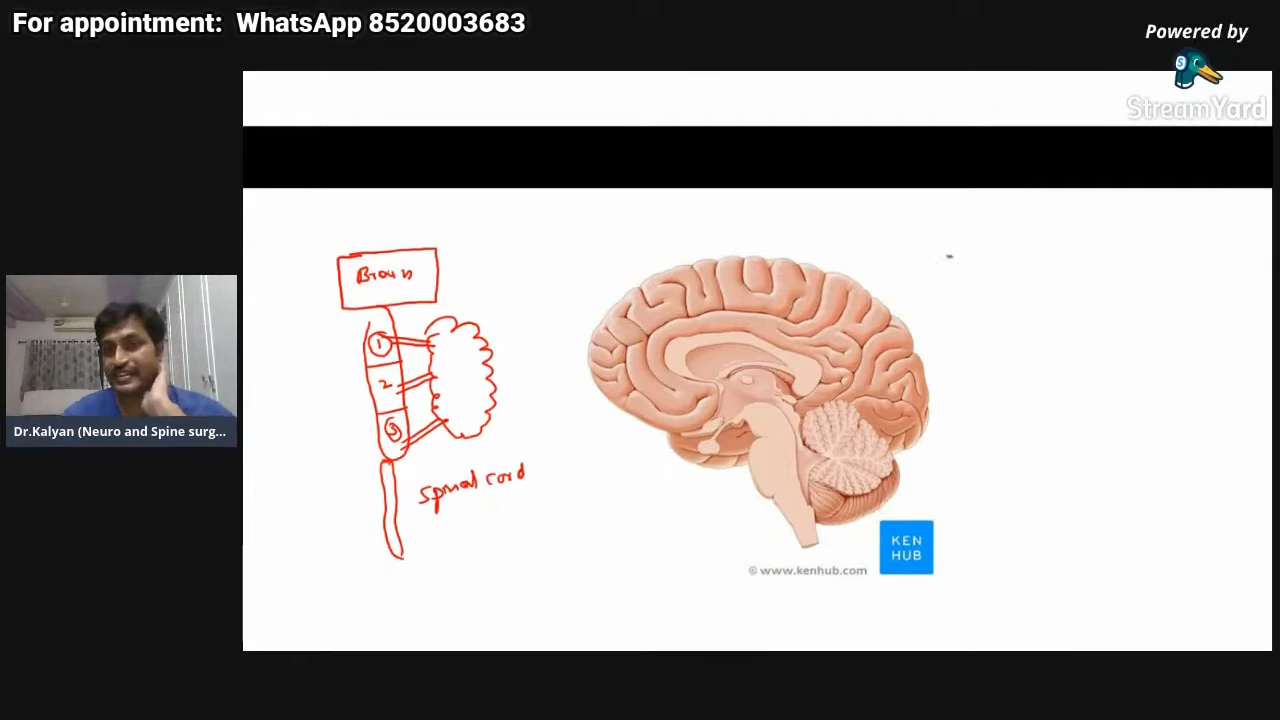 For appointment: WhatsApp 8520003683
Powered by
S
StreamYard
Brain
1
2
3
Spinal cord
KEN
HUB
© www.kenhub.com
Dr.Kalyan (Neuro and Spine surg...